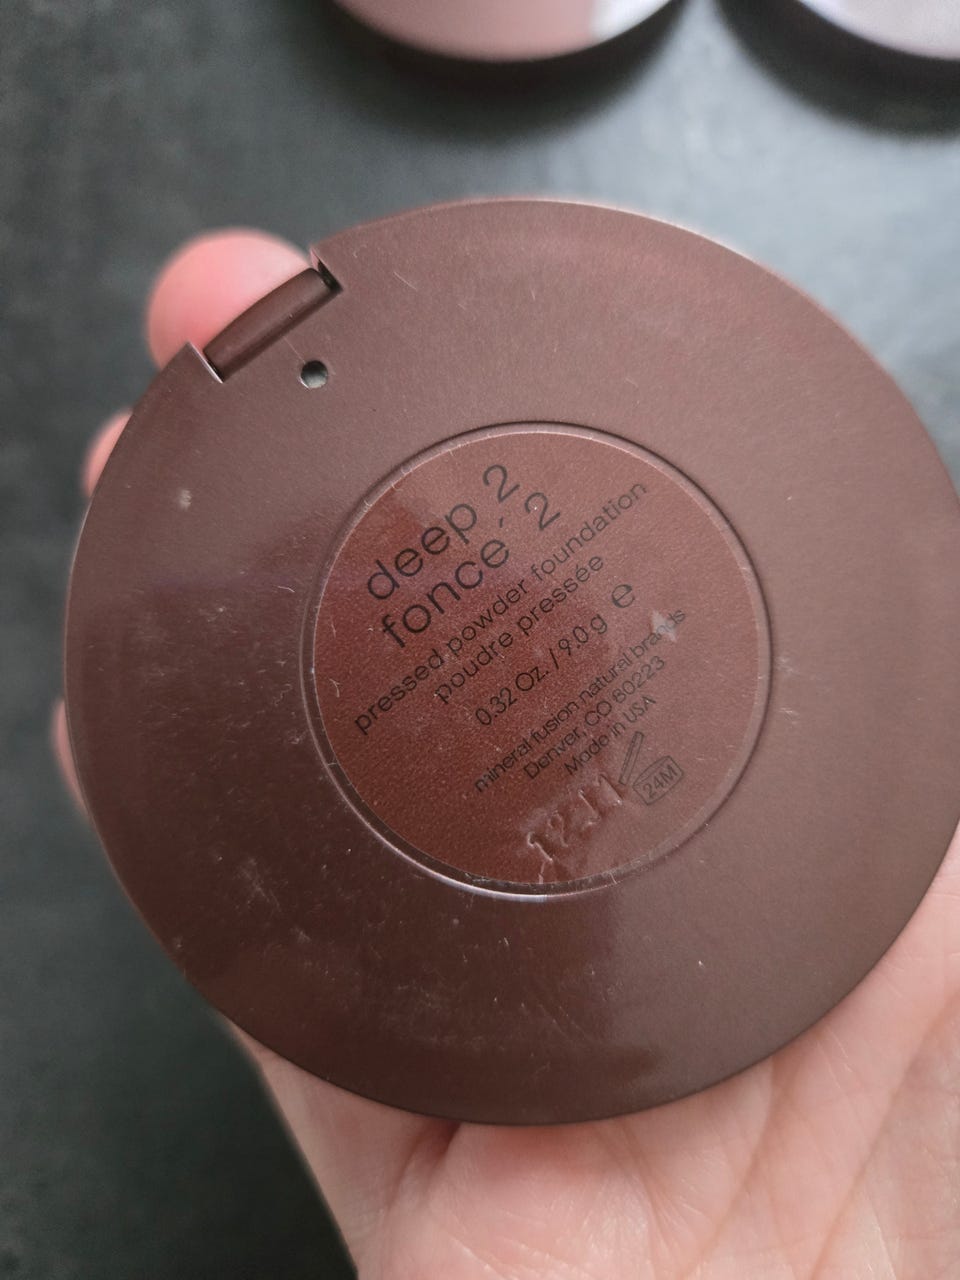 deep 2
foncé 2
pressed powder foundation
poudre pressée
0.32 Oz. / 9.0 g e
mineral fusion natural brands
Denver, CO 80223
Made in USA
24M